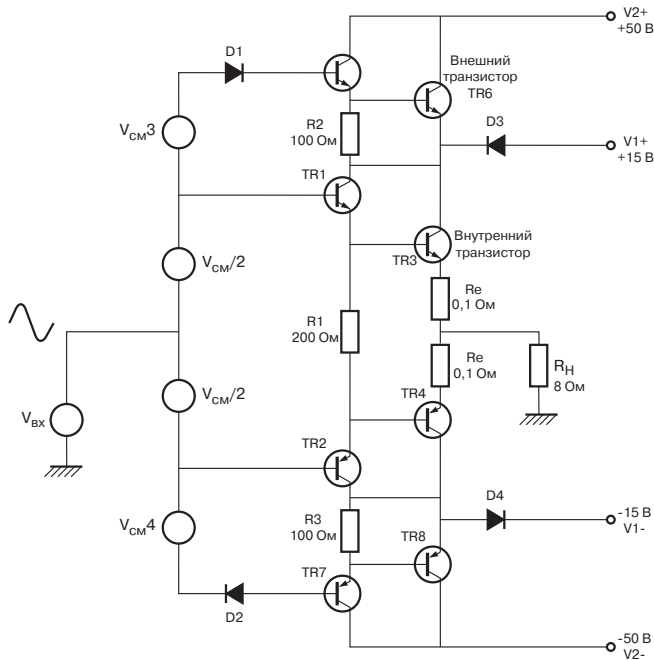 V2+
+50 В
D1
Внешний
транзистор
TR6
D3
Vсм3
R2
100 Ом
V1+
+15 В
TR1
Внутренний
транзистор
TR3
Vсм/2
Re
0,1 Ом
R1
200 Ом
Re
0,1 Ом
RН
8 Ом
Vсм/2
TR4
Vвх
TR2
D4
-15 В
V1-
Vсм4
R3
100 Ом
TR8
TR7
D2
-50 В
V2-